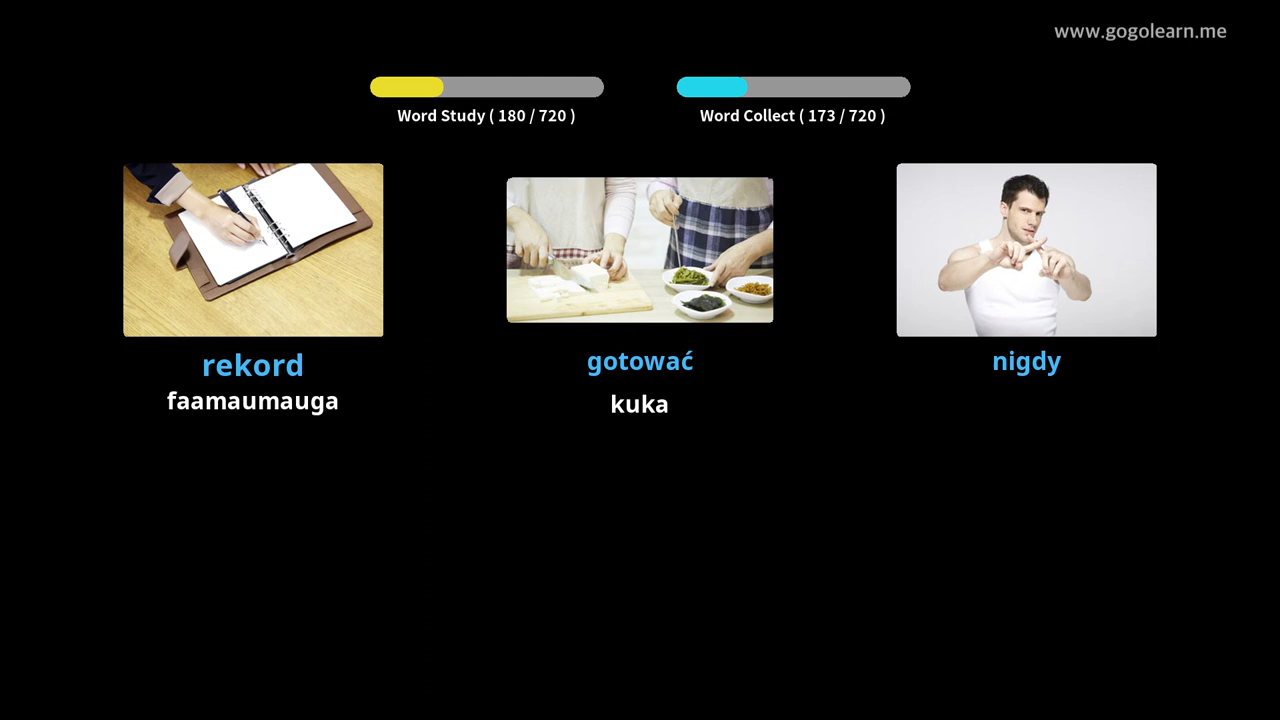 www.gogolearn.me
Word Study ( 180 / 720 )
Word Collect ( 173 / 720 )
rekord
faamaumauga
gotować
kuka
nigdy